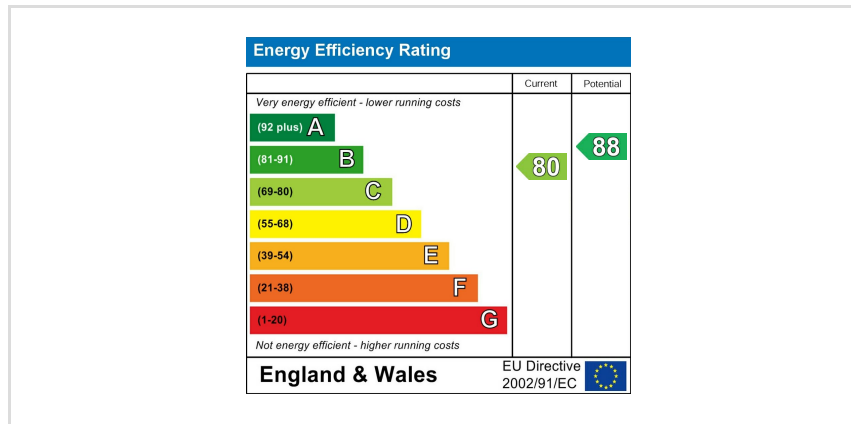 Energy Efficiency Rating
Current Potential
Very energy efficient - lower running costs
(92 plus) A
(81-91) B
(69-80) C
(55-68) D
(39-54) E
(21-38) F
(1-20) G
80
88
Not energy efficient - higher running costs
England & Wales
EU Directive
2002/91/EC